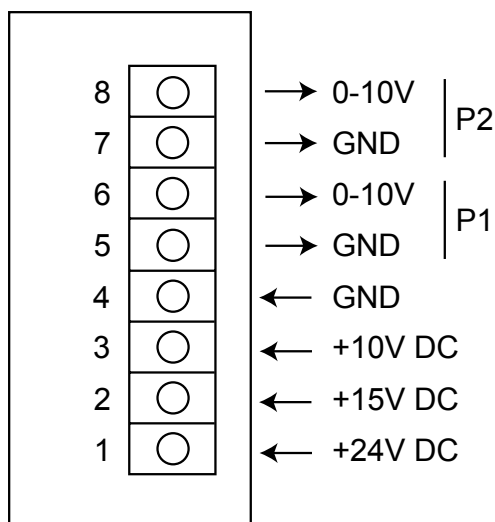 8 0-10V
7 GND
P2
6 0-10V
5 GND
P1
4 GND
3 +10V DC
2 +15V DC
1 +24V DC